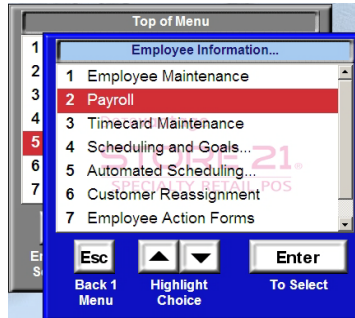 Top of Menu
1
2
3
4
5
6
7
Employee Information...
1 Employee Maintenance
2 Payroll
3 Timecard Maintenance
4 Scheduling and Goals...
5 Automated Scheduling...
6 Customer Reassignment
7 Employee Action Forms
STORE 21®
SPECIALTY RETAIL POS
Esc
Enter
Back 1
Menu
Highlight
Choice
To Select